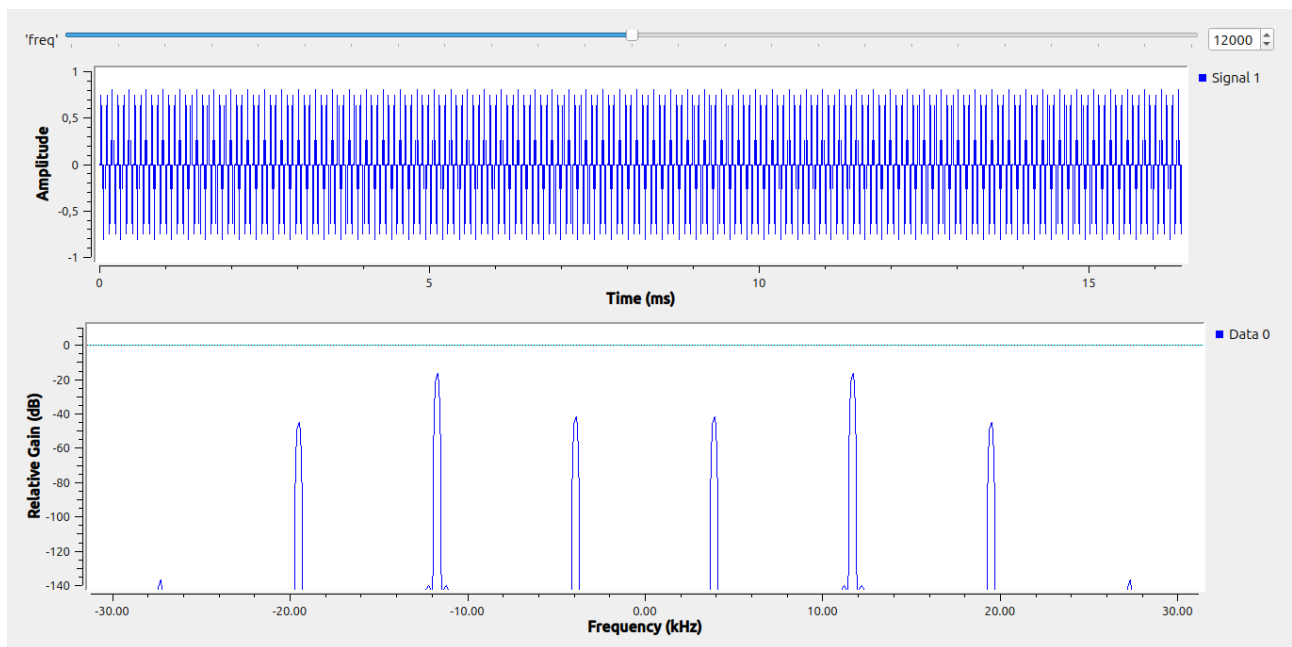 'freq' 12000
Signal 1
1
0,5
0
-0,5
-1
Amplitude
0 5 10 15
Time (ms)
Data 0
0
-20
-40
-60
-80
-100
-120
-140
Relative Gain (dB)
-30.00 -20.00 -10.00 0.00 10.00 20.00 30.00
Frequency (kHz)